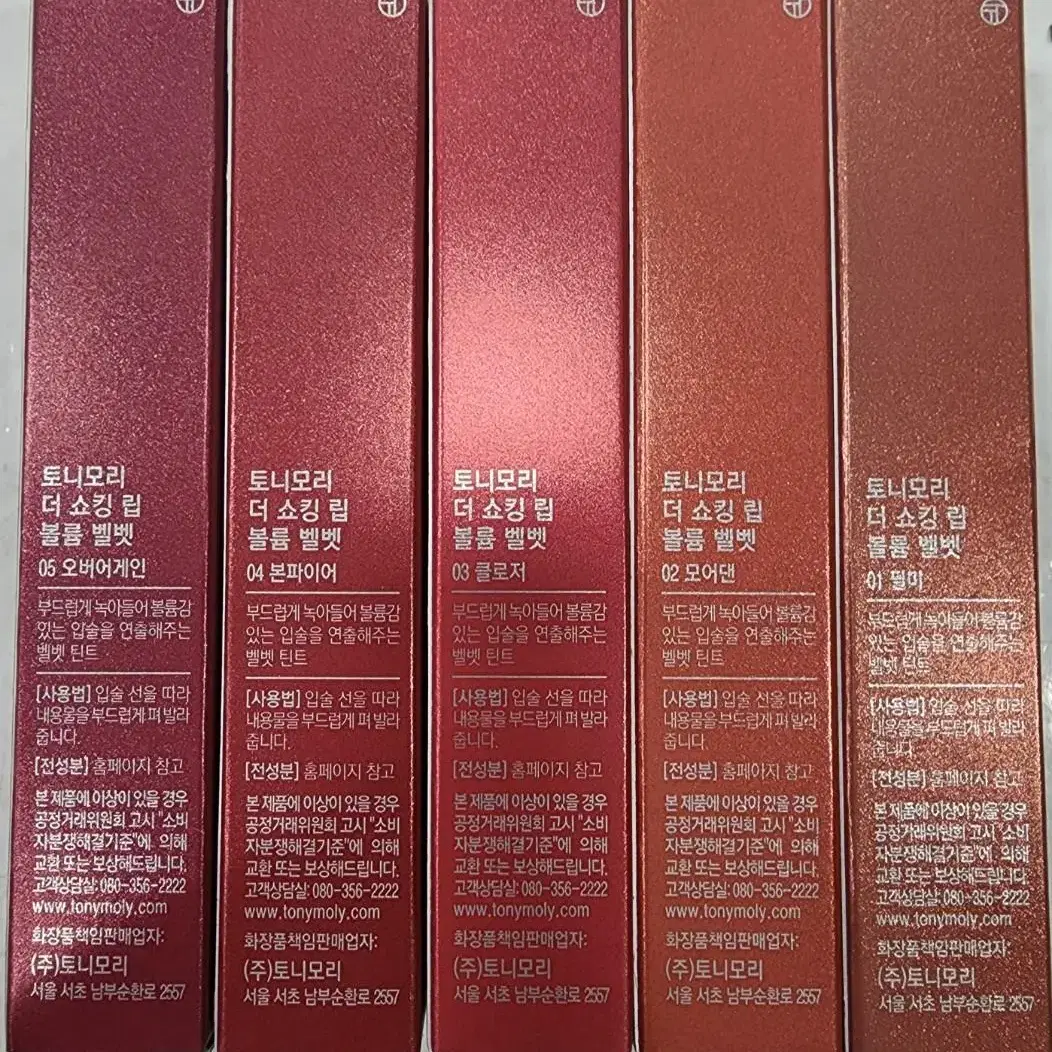 토니모리
더 쇼킹 립
볼륨 벨벳
05 오버어게인
부드럽게 녹아들어 볼륨감
있는 입술을 연출해주는
벨벳 틴트
[사용법] 입술 선을 따라
내용물을 부드럽게 펴 발라
줍니다.
[전성분] 홈페이지 참고
본 제품에 이상이 있을 경우
공정거래위원회 고시 "소비
자분쟁해결기준"에 의해
교환 또는 보상해드립니다.
고객상담실: 080-356-2222
www.tonymoly.com
화장품책임판매업자:
(주)토니모리
서울 서초 남부순환로 2557
토니모리
더 쇼킹 립
볼륨 벨벳
04 본파이어
부드럽게 녹아들어 볼륨감
있는 입술을 연출해주는
벨벳 틴트
[사용법] 입술 선을 따라
내용물을 부드럽게 펴 발라
줍니다.
[전성분] 홈페이지 참고
본 제품에 이상이 있을 경우
공정거래위원회 고시 "소비
자분쟁해결기준"에 의해
교환 또는 보상해드립니다.
고객상담실: 080-356-2222
www.tonymoly.com
화장품책임판매업자:
(주)토니모리
서울 서초 남부순환로 2557
토니모리
더 쇼킹 립
볼륨 벨벳
03 클로저
부드럽게 녹아들어 볼륨감
있는 입술을 연출해주는
벨벳 틴트
[사용법] 입술 선을 따라
내용물을 부드럽게 펴 발라
줍니다.
[전성분] 홈페이지 참고
본 제품에 이상이 있을 경우
공정거래위원회 고시 "소비
자분쟁해결기준"에 의해
교환 또는 보상해드립니다.
고객상담실: 080-356-2222
www.tonymoly.com
화장품책임판매업자:
(주)토니모리
서울 서초 남부순환로 2557
토니모리
더 쇼킹 립
볼륨 벨벳
02 모어댄
부드럽게 녹아들어 볼륨감
있는 입술을 연출해주는
벨벳 틴트
[사용법] 입술 선을 따라
내용물을 부드럽게 펴 발라
줍니다.
[전성분] 홈페이지 참고
본 제품에 이상이 있을 경우
공정거래위원회 고시 "소비
자분쟁해결기준"에 의해
교환 또는 보상해드립니다.
고객상담실: 080-356-2222
www.tonymoly.com
화장품책임판매업자:
(주)토니모리
서울 서초 남부순환로 2557
토니모리
더 쇼킹 립
볼륨 벨벳
01 필미
부드럽게 녹아들어 볼륨감
있는 입술을 연출해주는
벨벳 틴트
[사용법] 입술 선을 따라
내용물을 부드럽게 펴 발라
줍니다.
[전성분] 홈페이지 참고
본 제품에 이상이 있을 경우
공정거래위원회 고시 "소비
자분쟁해결기준"에 의해
교환 또는 보상해드립니다.
고객상담실: 080-356-2222
www.tonymoly.com
화장품책임판매업자:
(주)토니모리
서울 서초 남부순환로 2557